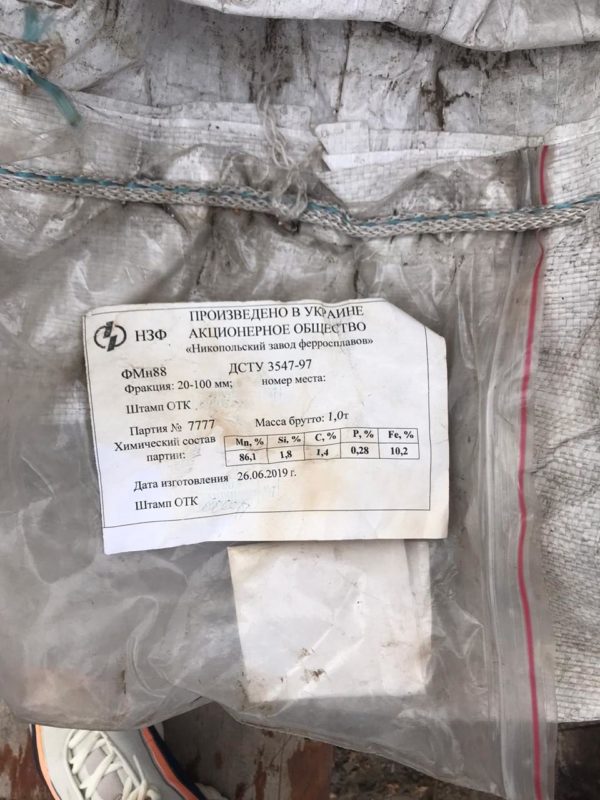 ПРОИЗВЕДЕНО В УКРАИНЕ
НЗФ АКЦИОНЕРНОЕ ОБЩЕСТВО
«Никопольский завод ферросплавов»
ФМн88 ДСТУ 3547-97
Фракция: 20-100 мм; номер места:
Штамп ОТК
Партия № 7777 Масса брутто: 1,0т
Химический состав партии:
Mn, % Si, % C, % P, % Fe, %
86,1 1,8 1,4 0,28 10,2
Дата изготовления 26.06.2019 г.
Штамп ОТК